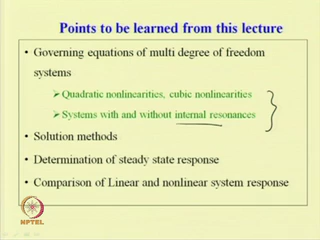 Points to be learned from this lecture
• Governing equations of multi degree of freedom
systems
➢Quadratic nonlinearities, cubic nonlinearities
➢Systems with and without internal resonances
• Solution methods
• Determination of steady state response
• Comparison of Linear and nonlinear system response
NPTEL